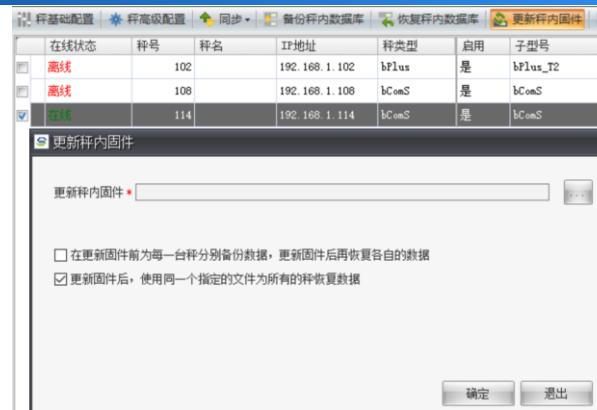 秤基础配置 秤高级配置 同步 备份秤内数据库 恢复秤内数据库 更新秤内固件
在线状态 秤号 秤名 IP地址 秤类型 启用 子型号
离线 102 192.168.1.102 bPlus 是 bPlus_T2
离线 108 192.168.1.108 bComS 是 bComS
在线 114 192.168.1.114 bComS 是 bComS
更新秤内固件
更新秤内固件 * ...
在更新固件前为每一台秤分别备份数据，更新固件后再恢复各自的数据
更新固件后，使用同一个指定的文件为所有的秤恢复数据
确定 退出